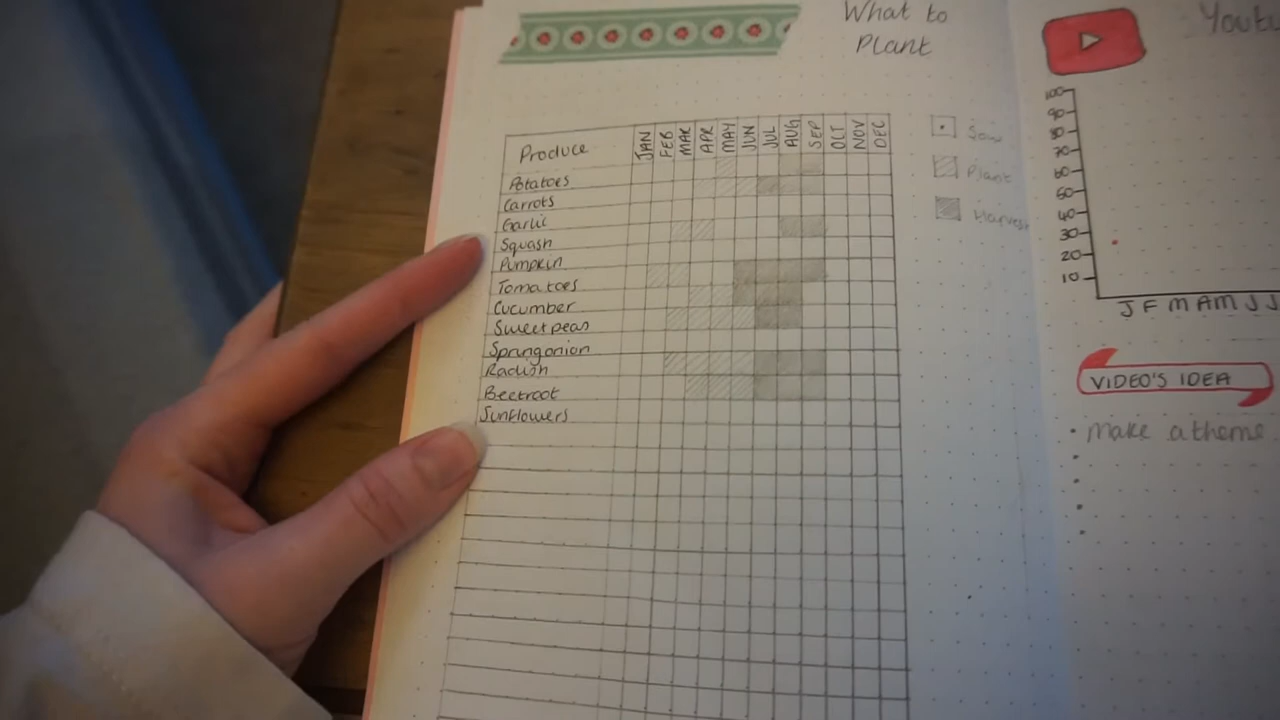 What to
Plant
Produce
JAN
FEB
MAR
APR
MAY
JUN
JUL
AUG
SEP
OCT
NOV
DEC
Potatoes
Carrots
Garlic
Squash
Pumpkin
Tomatoes
Cucumber
Sweet peas
Springonion
Radish
Beetroot
Sunflowers
Sow
Plant
Harvest
100
90
80
70
60
50
40
30
20
10
J F M A M J J
VIDEO'S IDEA
make a theme